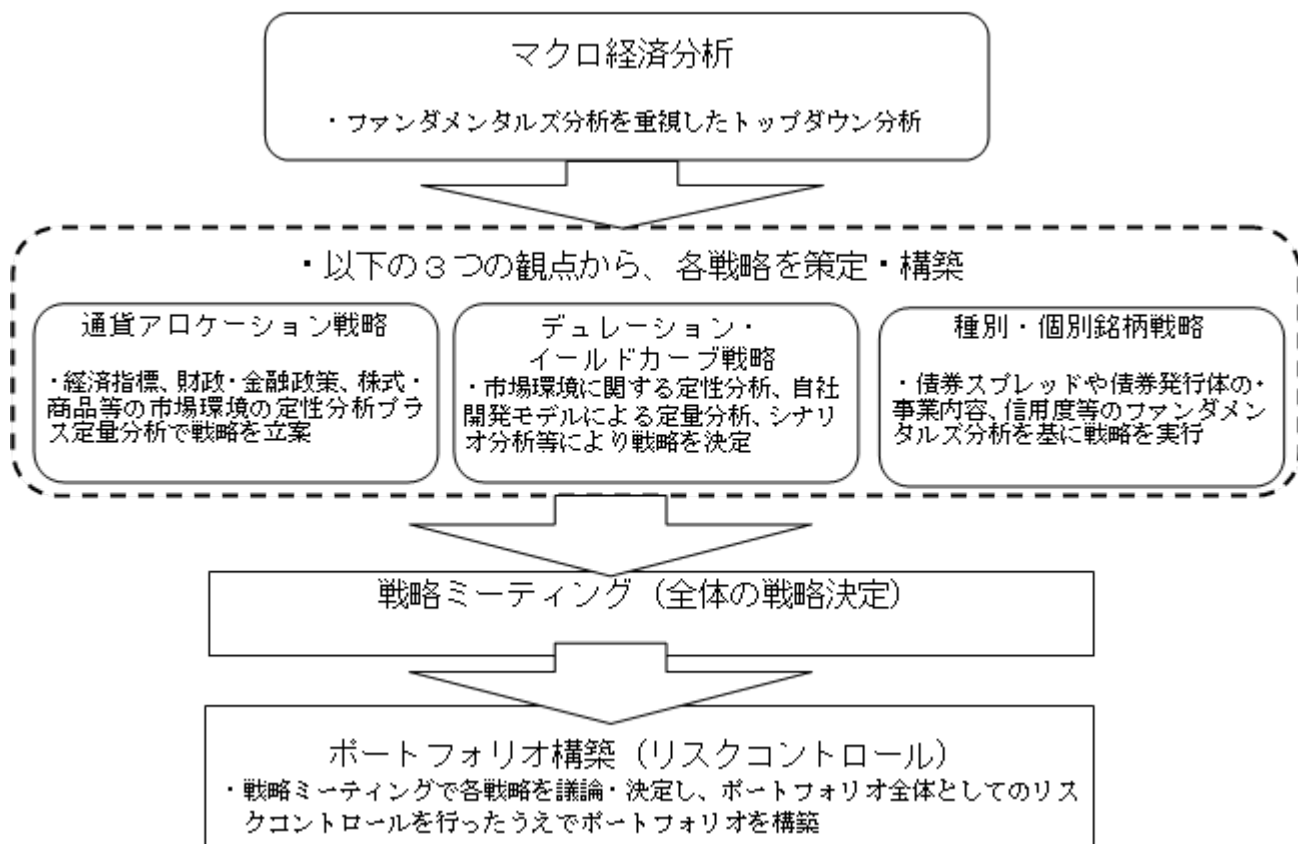 マクロ経済分析
・ファンダメンタルズ分析を重視したトップダウン分析
・以下の３つの観点から、各戦略を策定・構築
通貨アロケーション戦略
・経済指標、財政・金融政策、株式・
商品等の市場環境の定性分析プラ
ス定量分析で戦略を立案
デュレーション・
イールドカーブ戦略
・市場環境に関する定性分析、自社
開発モデルによる定量分析、シナリ
オ分析等により戦略を決定
種別・個別銘柄戦略
・債券スプレッドや債券発行体の・
事業内容、信用度等のファンダメン
タルズ分析を基に戦略を実行
戦略ミーティング（全体の戦略決定）
ポートフォリオ構築（リスクコントロール）
・戦略ミーティングで各戦略を議論・決定し、ポートフォリオ全体としてのリス
クコントロールを行ったうえでポートフォリオを構築